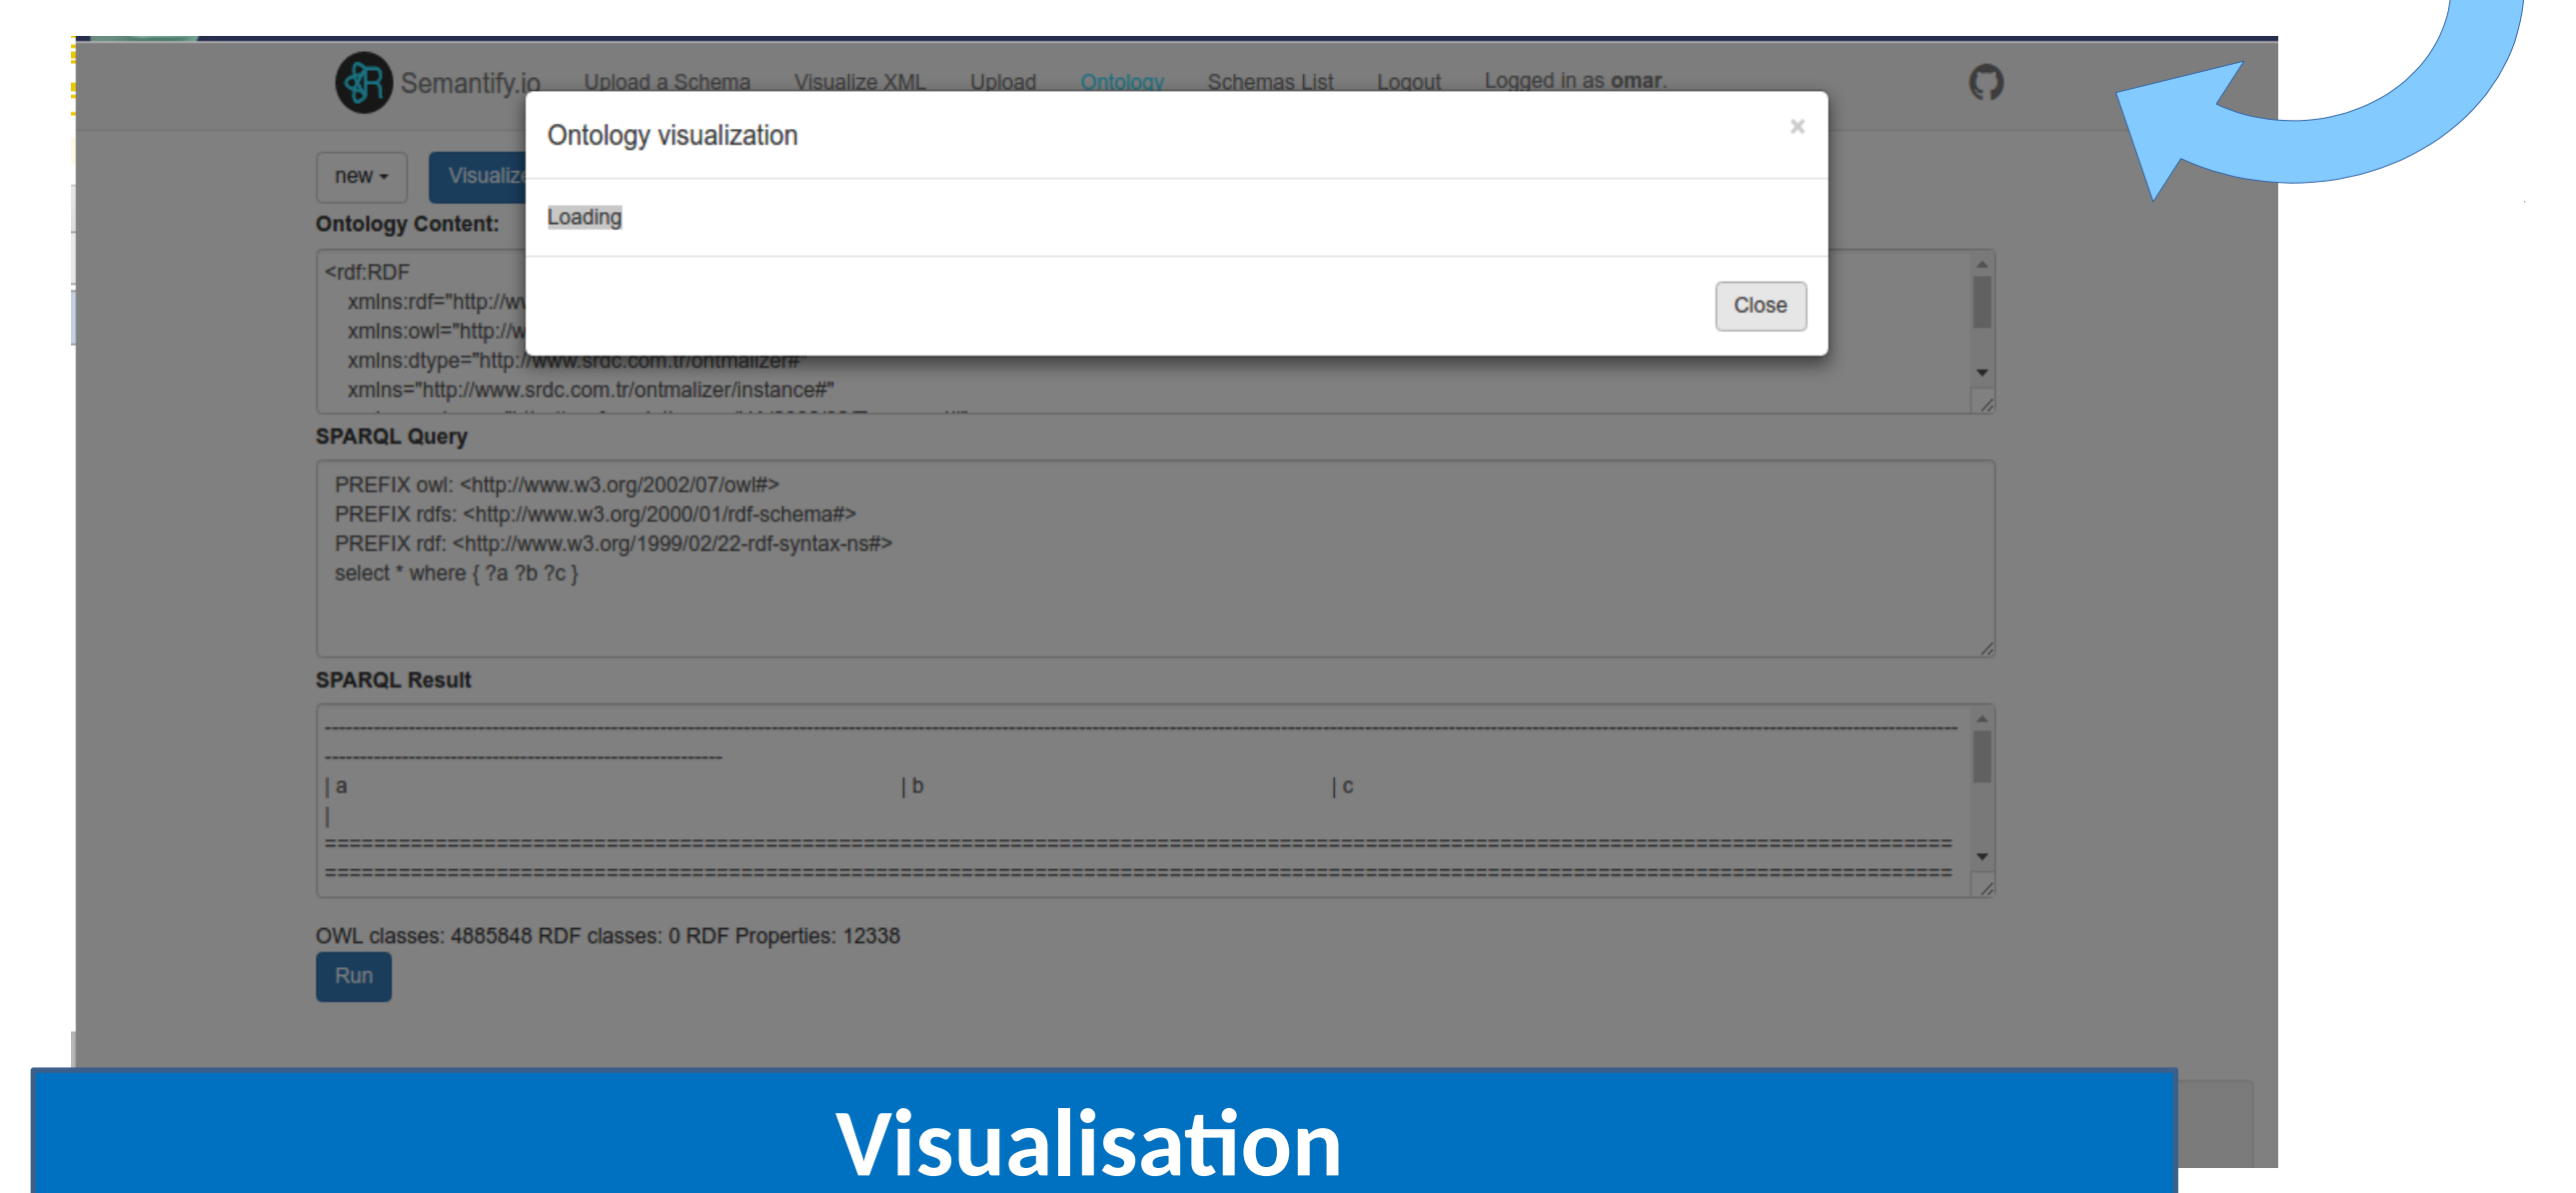 Semantify.io Upload a Schema Visualize XML Upload Ontology Schemas List Logout Logged in as omar.
Ontology visualization ×
new Visualize
Loading
Ontology Content:
<rdf:RDF
xmlns:rdf="http://w
xmlns:owl="http://w
Close
xmlns:dtype="http://www.srdc.com.tr/ontmalizer#"
xmlns="http://www.srdc.com.tr/ontmalizer/instance#"
SPARQL Query
PREFIX owl: <http://www.w3.org/2002/07/owl#>
PREFIX rdfs: <http://www.w3.org/2000/01/rdf-schema#>
PREFIX rdf: <http://www.w3.org/1999/02/22-rdf-syntax-ns#>
select * where { ?a ?b ?c }
SPARQL Result
| a | b | c
|
OWL classes: 4885848 RDF classes: 0 RDF Properties: 12338
Run
Visualisation